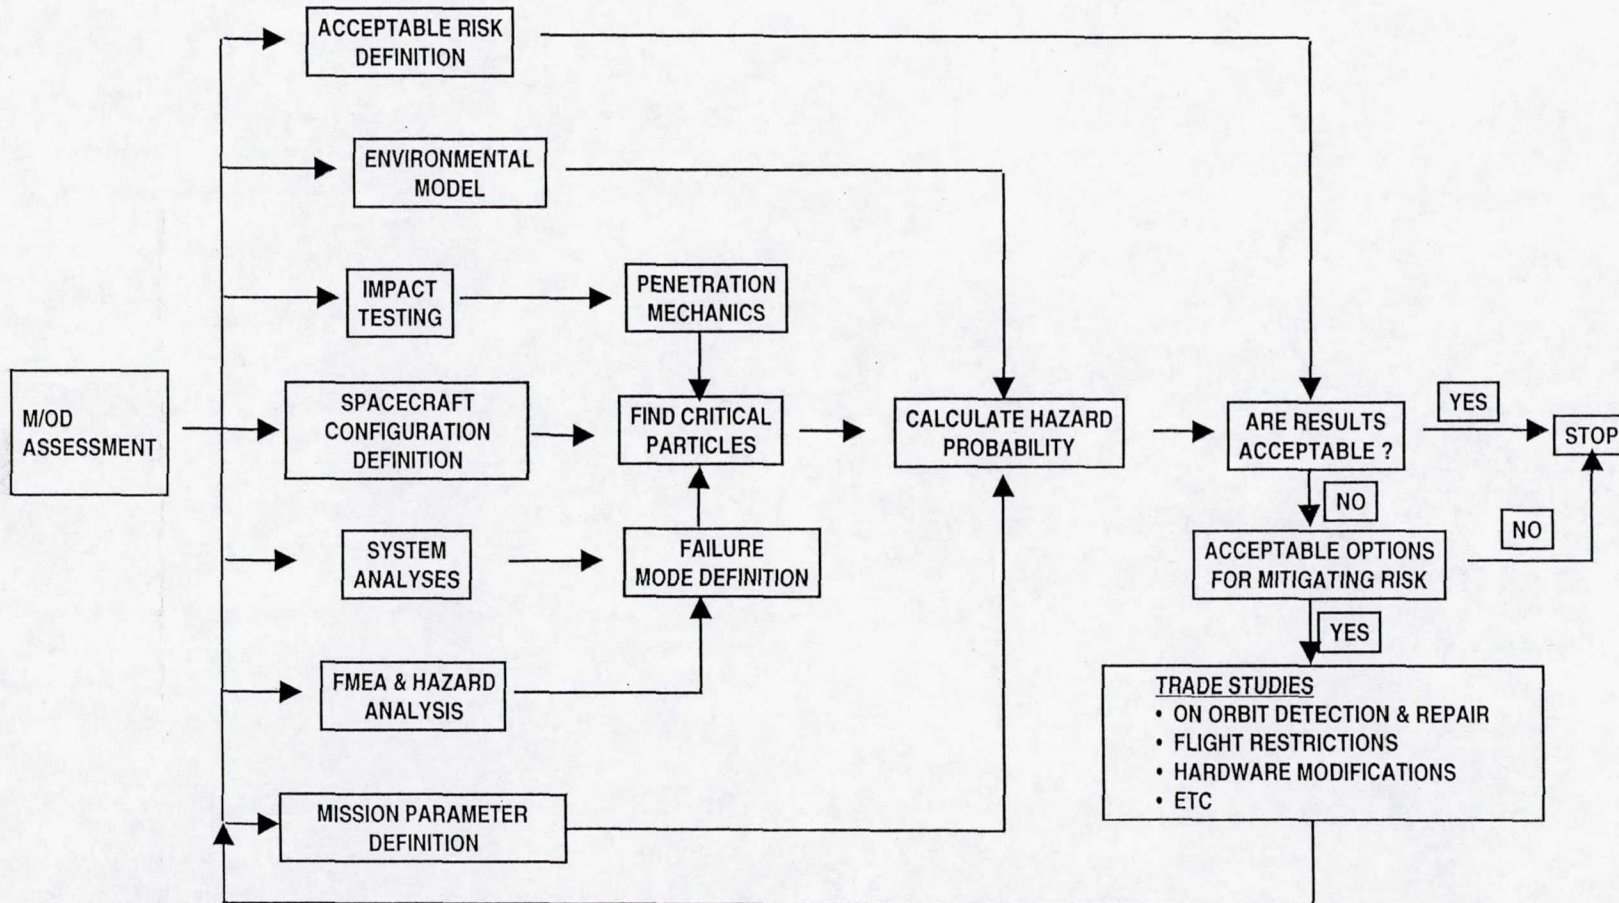 ACCEPTABLE RISK
DEFINITION
ENVIRONMENTAL
MODEL
IMPACT
TESTING
PENETRATION
MECHANICS
M/OD
ASSESSMENT
SPACECRAFT
CONFIGURATION
DEFINITION
FIND CRITICAL
PARTICLES
CALCULATE HAZARD
PROBABILITY
ARE RESULTS
ACCEPTABLE ?
YES
STOP
NO
SYSTEM
ANALYSES
FAILURE
MODE DEFINITION
ACCEPTABLE OPTIONS
FOR MITIGATING RISK
NO
YES
FMEA & HAZARD
ANALYSIS
TRADE STUDIES
• ON ORBIT DETECTION & REPAIR
• FLIGHT RESTRICTIONS
• HARDWARE MODIFICATIONS
• ETC
MISSION PARAMETER
DEFINITION